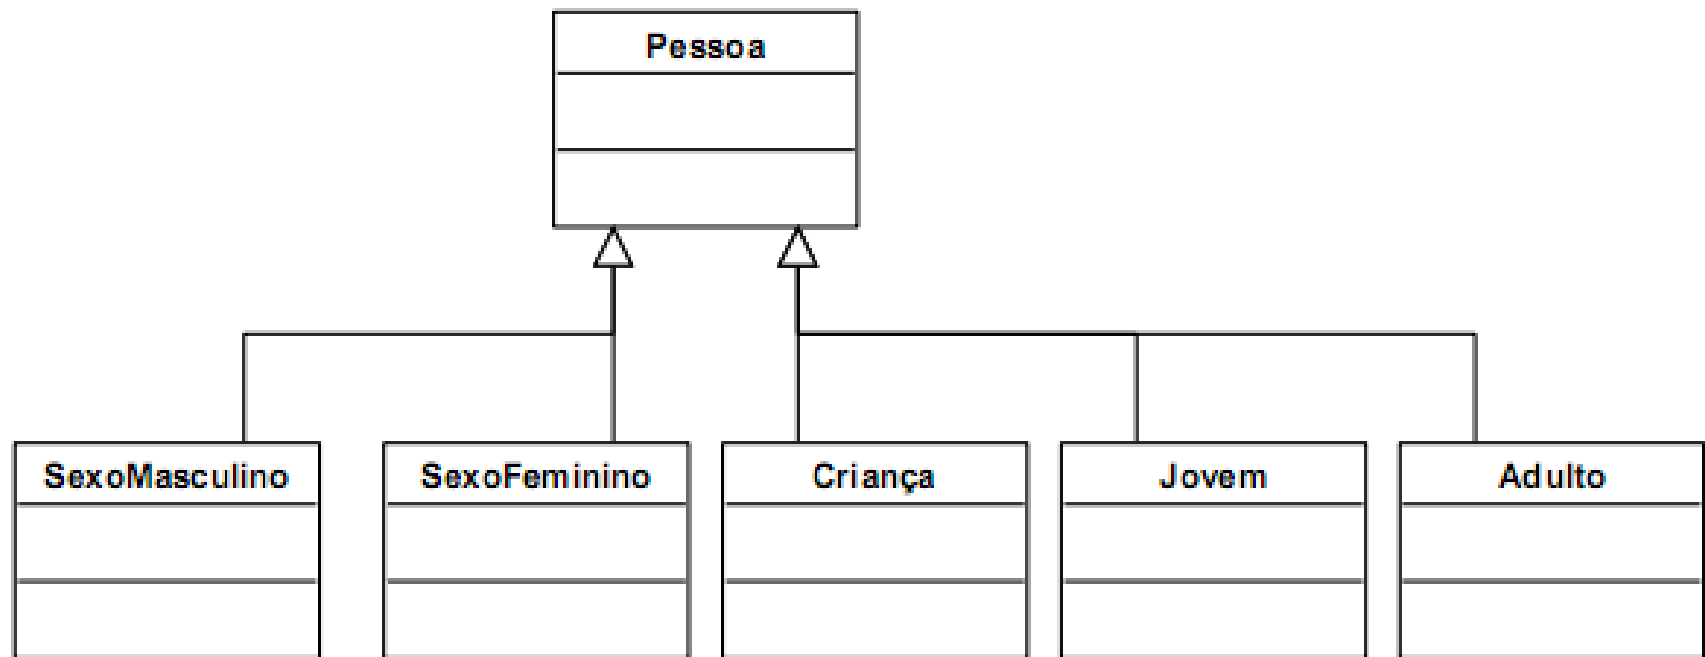 Pessoa
SexoMasculino
SexoFeminino
Criança
Jovem
Adulto